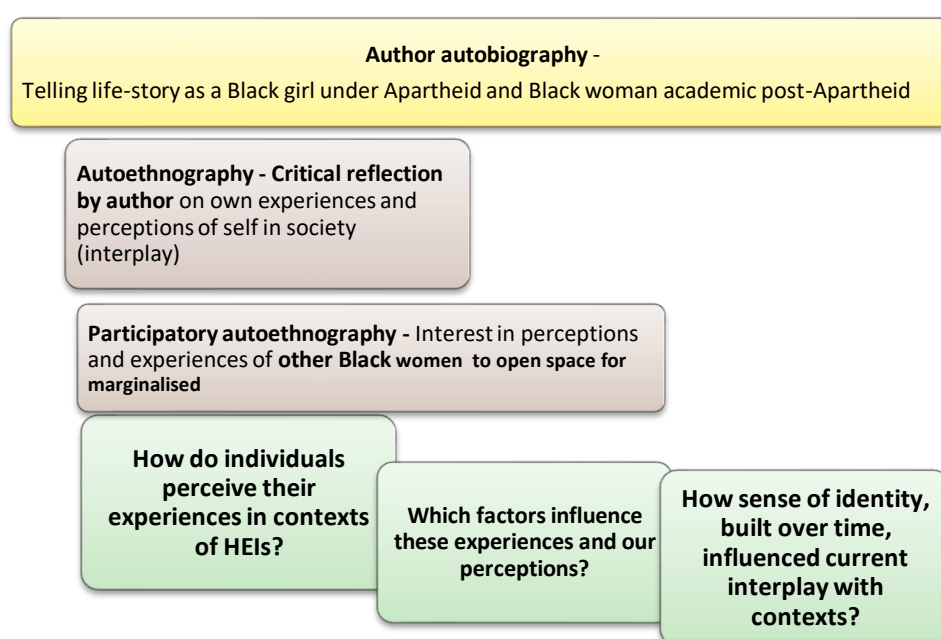 Author autobiography -
Telling life-story as a Black girl under Apartheid and Black woman academic post-Apartheid
Autoethnography - Critical reflection
by author on own experiences and
perceptions of self in society
(interplay)
Participatory autoethnography - Interest in perceptions
and experiences of other Black women to open space for
marginalised
How do individuals
perceive their
experiences in contexts
of HEIs?
Which factors influence
these experiences and our
perceptions?
How sense of identity,
built over time,
influenced current
interplay with
contexts?